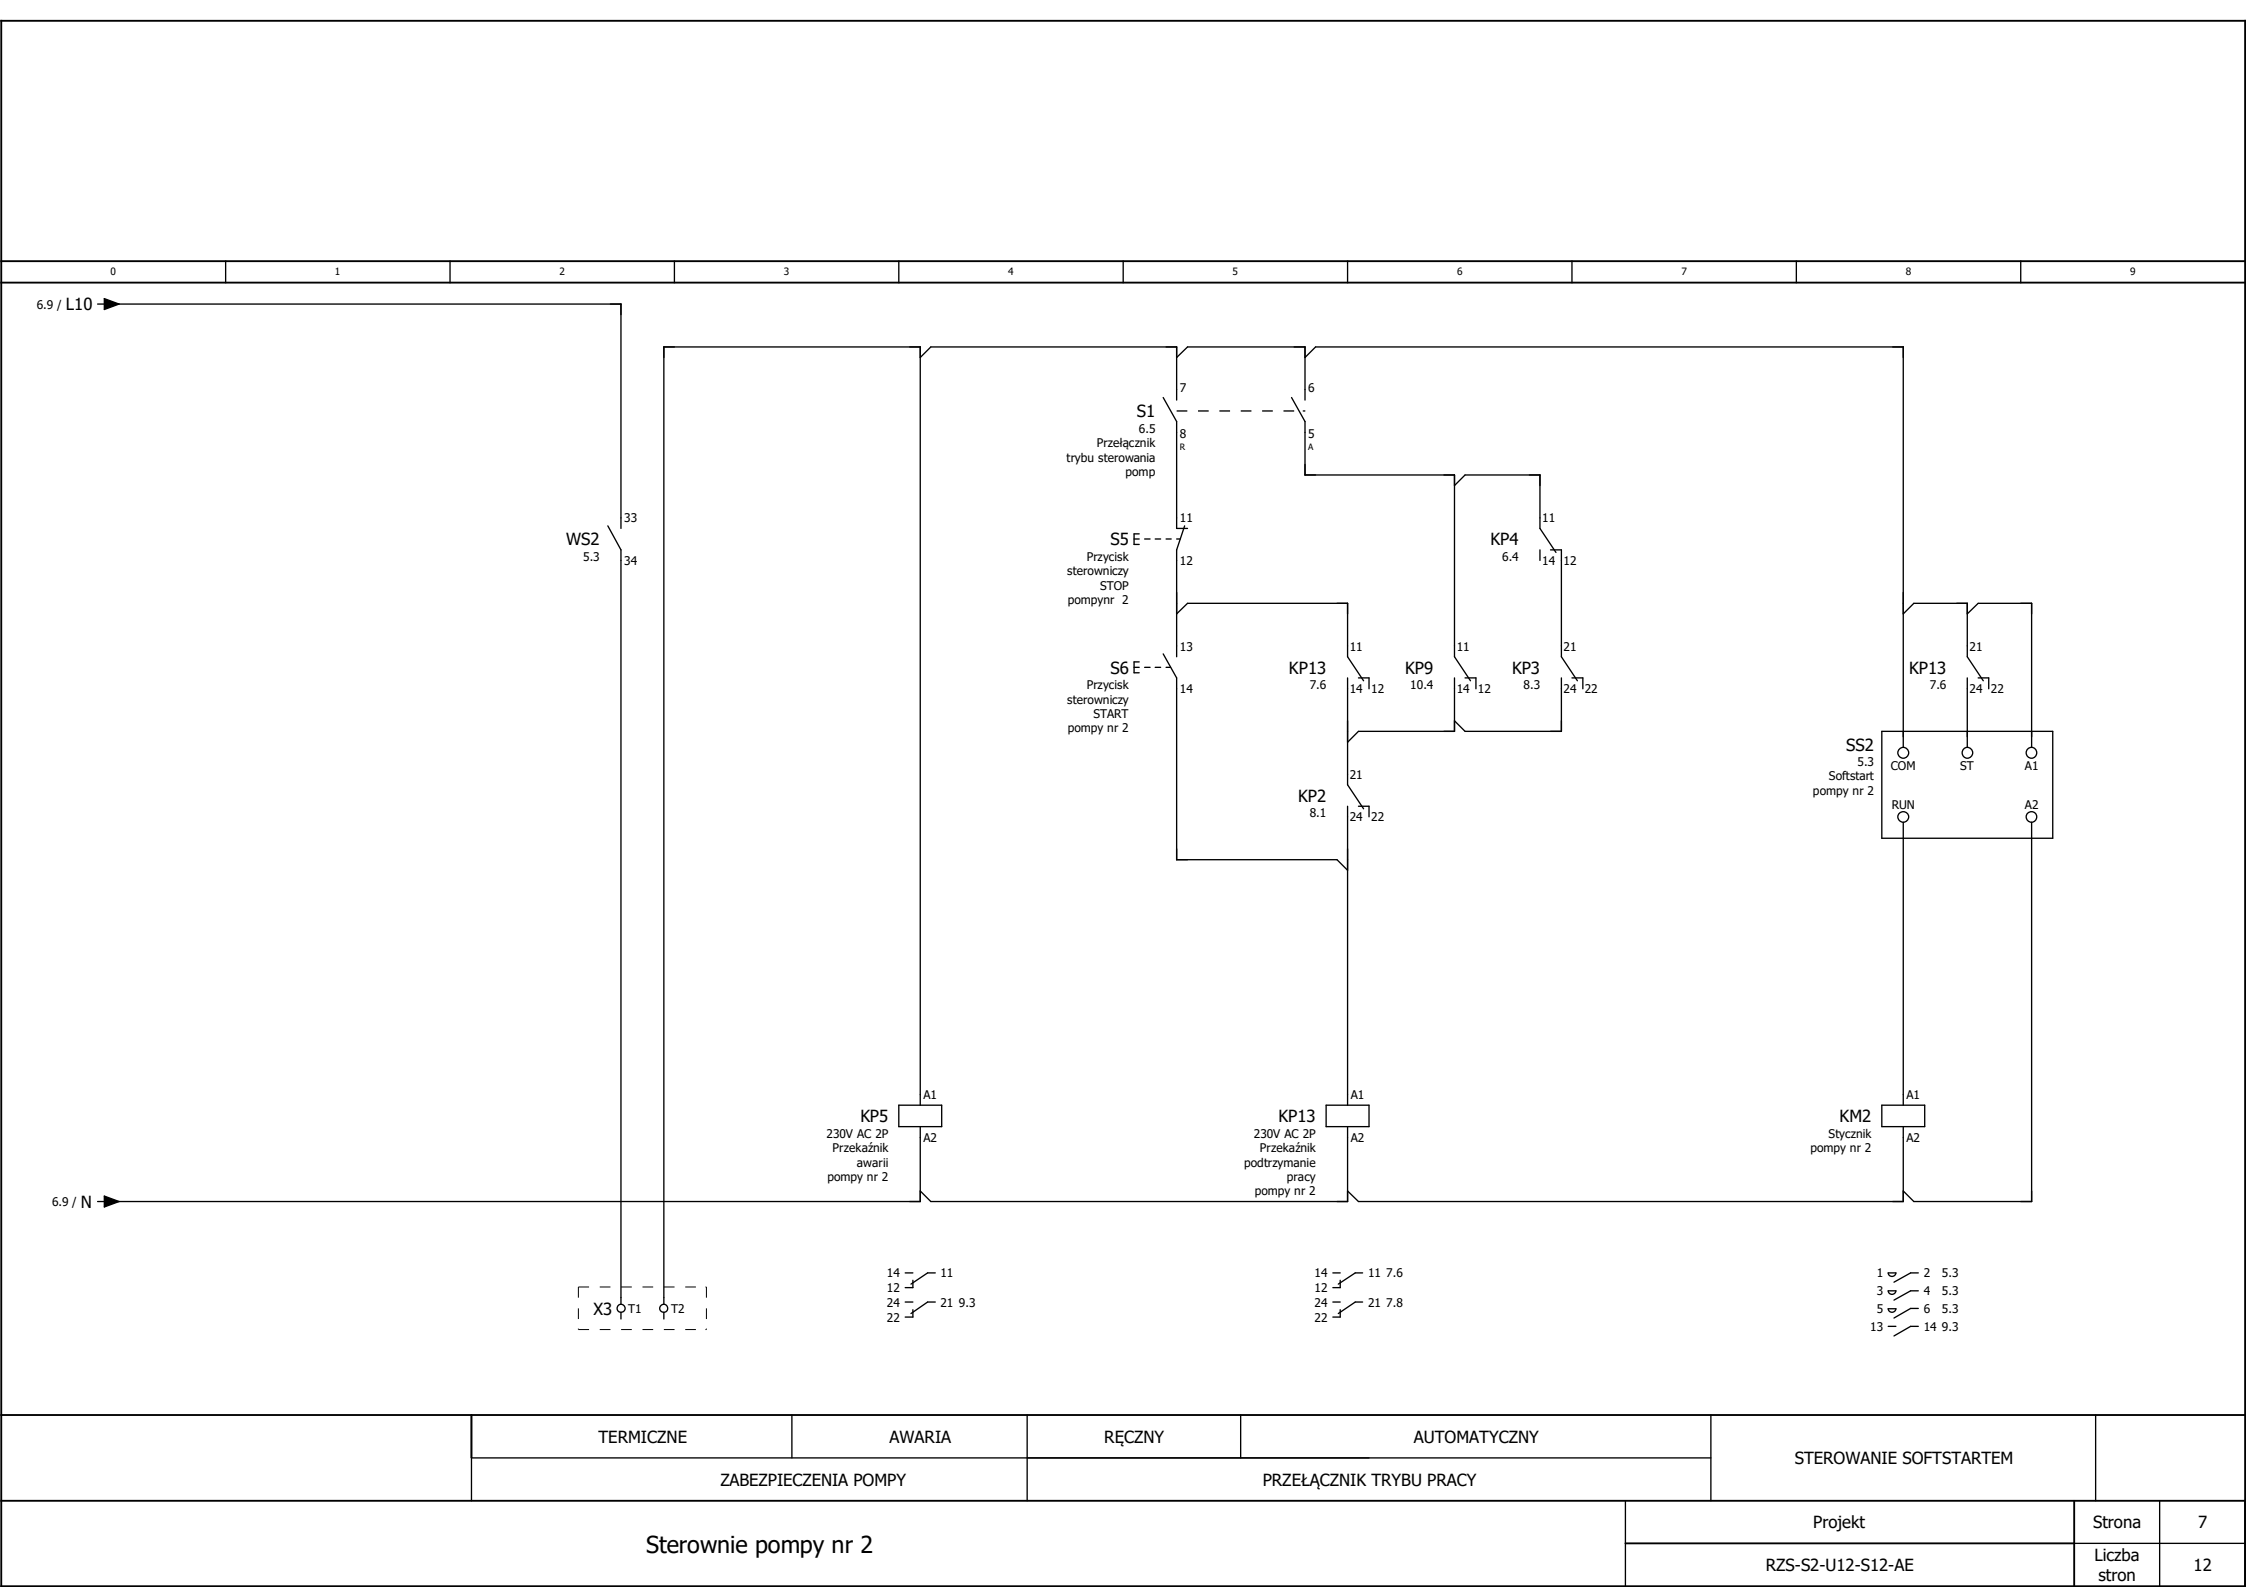 0 1 2 3 4 5 6 7 8 9
6.9 / L10
7 6
S1
6.5
8 5
R A
Przełącznik
trybu sterowania
pomp
33 11 11
WS2 S5 E KP4
5.3 6.4
34 12 14 12
Przycisk
sterowniczy
STOP
pompynr 2
13 11 11 21 21
S6 E KP13 KP9 KP3 KP13
7.6 10.4 8.3 7.6
14 14 12 14 12 24 22 24 22
Przycisk
sterowniczy
START
pompy nr 2
SS2
5.3
Softstart
pompy nr 2
COM ST A1
RUN A2
21
KP2
8.1
24 22
A1 A1 A1
KP5 KP13 KM2
A2 A2 A2
230V AC 2P
Przekaźnik
awarii
pompy nr 2
230V AC 2P
Przekaźnik
podtrzymanie
pracy
pompy nr 2
Stycznik
pompy nr 2
6.9 / N
X3 T1 T2
14 11
12
24 21 9.3
22
14 11 7.6
12
24 21 7.8
22
1 2 5.3
3 4 5.3
5 6 5.3
13 14 9.3
TERMICZNE AWARIA RĘCZNY AUTOMATYCZNY
STEROWANIE SOFTSTARTEM
ZABEZPIECZENIA POMPY PRZEŁĄCZNIK TRYBU PRACY
Sterownie pompy nr 2
Projekt Strona 7
RZS-S2-U12-S12-AE
Liczba
stron
12